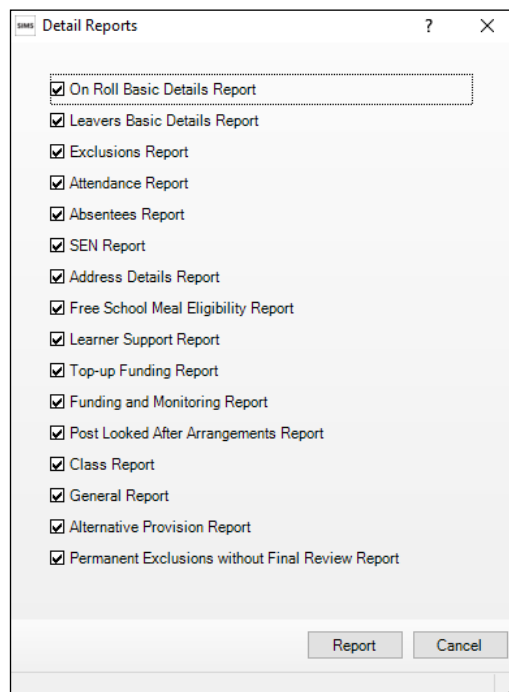 SIMS Detail Reports ?
On Roll Basic Details Report
Leavers Basic Details Report
Exclusions Report
Attendance Report
Absentees Report
SEN Report
Address Details Report
Free School Meal Eligibility Report
Learner Support Report
Top-up Funding Report
Funding and Monitoring Report
Post Looked After Arrangements Report
Class Report
General Report
Alternative Provision Report
Permanent Exclusions without Final Review Report
Report Cancel